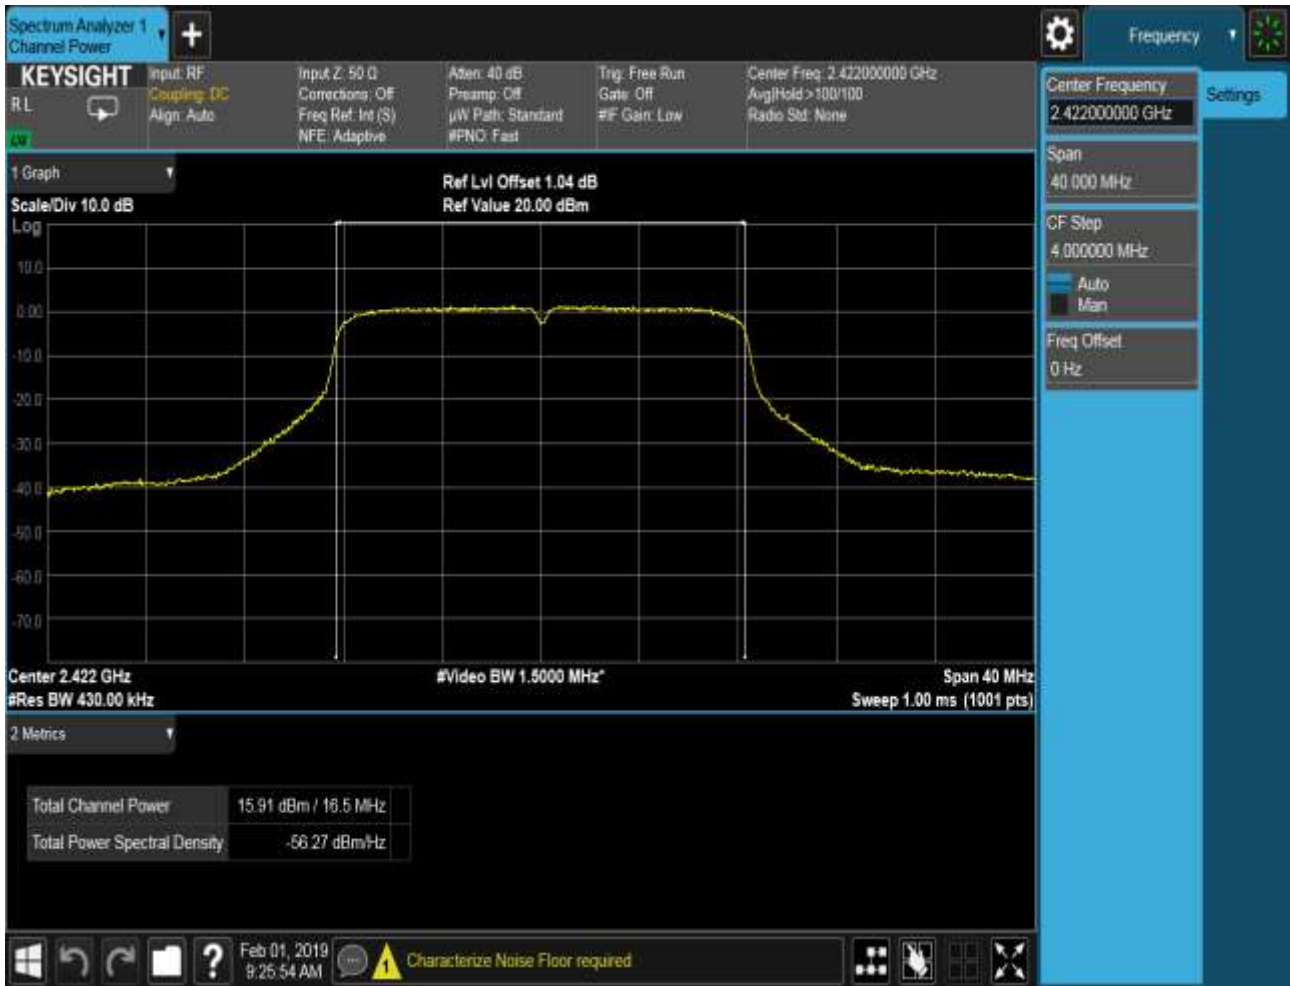 Spectrum Analyzer 1
Channel Power
Frequency
KEYSIGHT
RL
LXI
Input: RF
Coupling: DC
Align: Auto
Input Z: 50 Ω
Corrections: Off
Freq Ref: Int (S)
NFE: Adaptive
Atten: 40 dB
Preamp: Off
µW Path: Standard
#PNO: Fast
Trig: Free Run
Gate: Off
#IF Gain: Low
Center Freq: 2.422000000 GHz
Avg|Hold:>100/100
Radio Std: None
Center Frequency
2.422000000 GHz
Settings
Span
40.000 MHz
CF Step
4.000000 MHz
Auto
Man
Freq Offset
0 Hz
1 Graph
Scale/Div 10.0 dB
Ref Lvl Offset 1.04 dB
Ref Value 20.00 dBm
Log
10.0
0.00
-10.0
-20.0
-30.0
-40.0
-50.0
-60.0
-70.0
Center 2.422 GHz
#Res BW 430.00 kHz
#Video BW 1.5000 MHz*
Span 40 MHz
Sweep 1.00 ms (1001 pts)
2 Metrics
Total Channel Power 15.91 dBm / 16.5 MHz
Total Power Spectral Density -56.27 dBm/Hz
?
Feb 01, 2019
9:25:54 AM
1
Characterize Noise Floor required